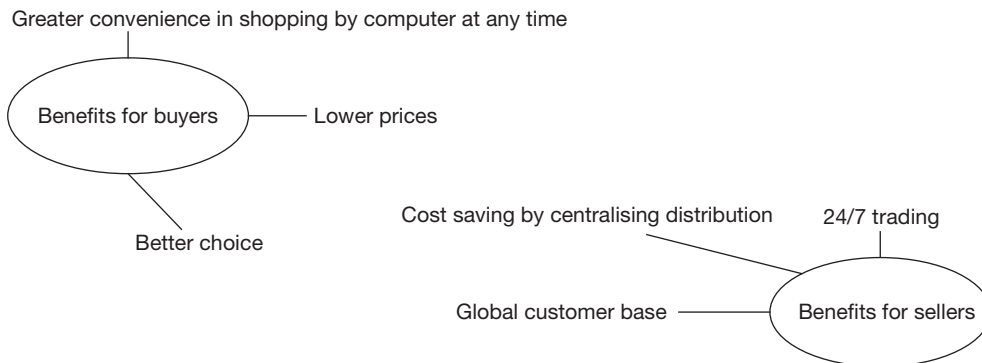 Greater convenience in shopping by computer at any time
Benefits for buyers
Lower prices
Better choice
Cost saving by centralising distribution
24/7 trading
Global customer base
Benefits for sellers